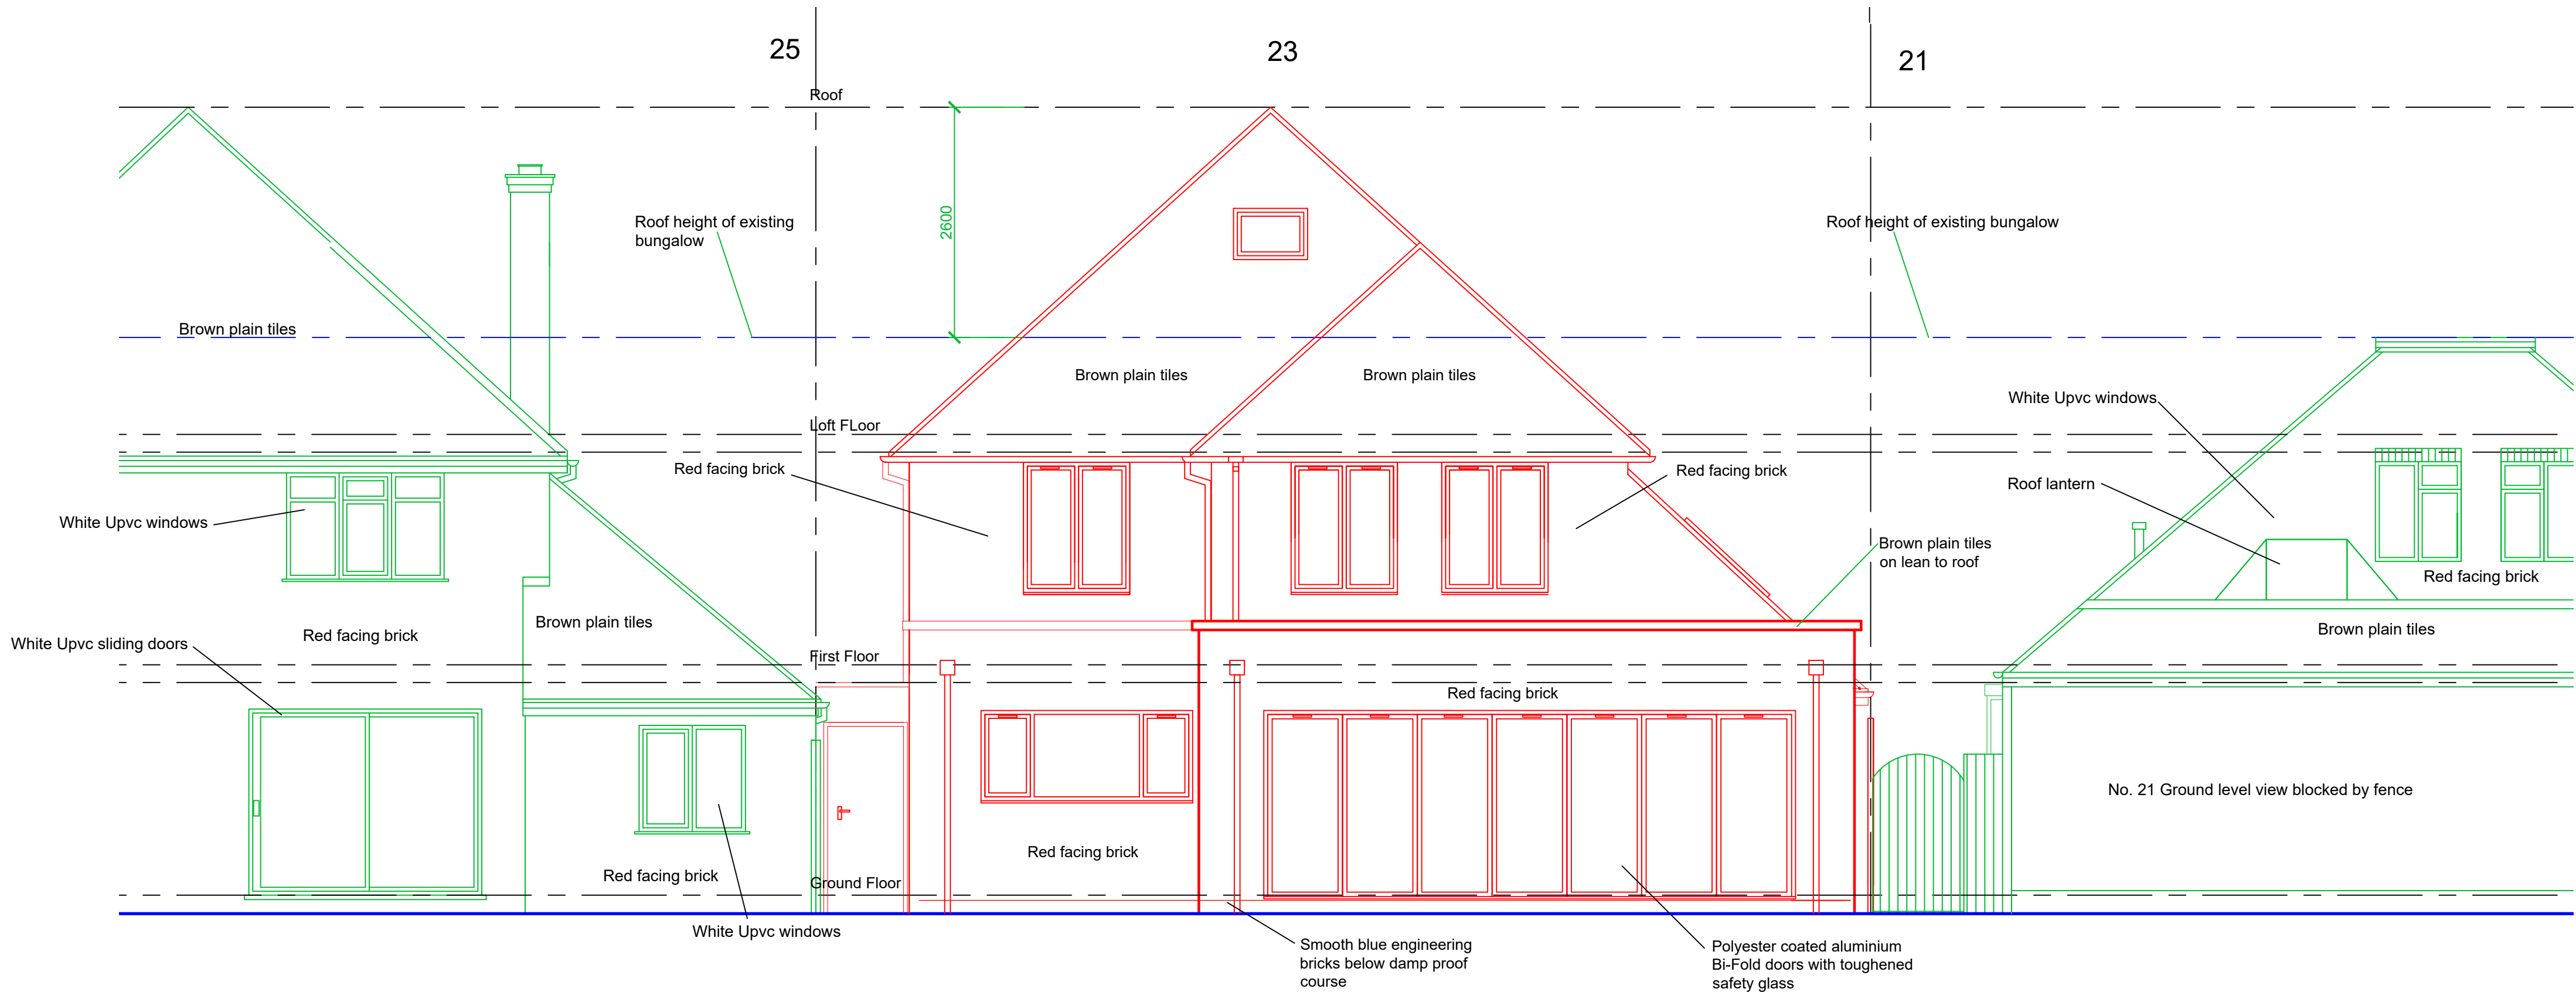 25
23
21
Roof
2600
Roof height of existing
bungalow
Roof height of existing bungalow
Brown plain tiles
Brown plain tiles
Brown plain tiles
White Upvc windows
Loft FLoor
Red facing brick
Red facing brick
Roof lantern
White Upvc windows
Brown plain tiles
on lean to roof
Red facing brick
Brown plain tiles
Red facing brick
Brown plain tiles
White Upvc sliding doors
First Floor
Red facing brick
No. 21 Ground level view blocked by fence
Red facing brick
Red facing brick
Ground Floor
White Upvc windows
Smooth blue engineering
bricks below damp proof
course
Polyester coated aluminium
Bi-Fold doors with toughened
safety glass